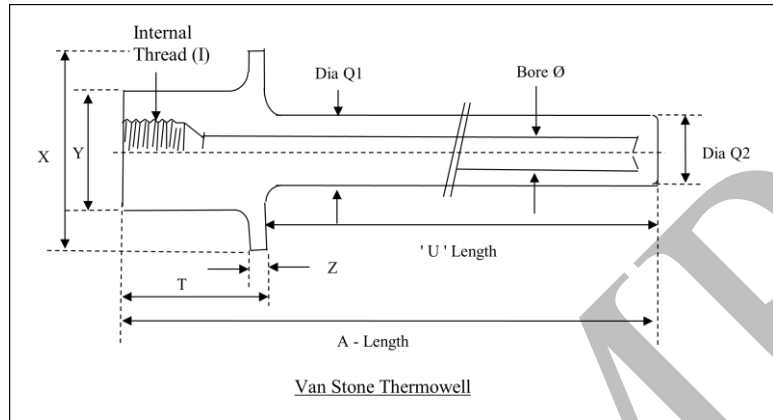 Internal
Thread (I)
Dia Q1
Bore Ø
X
Y
Dia Q2
' U ' Length
Z
T
A - Length
Van Stone Thermowell